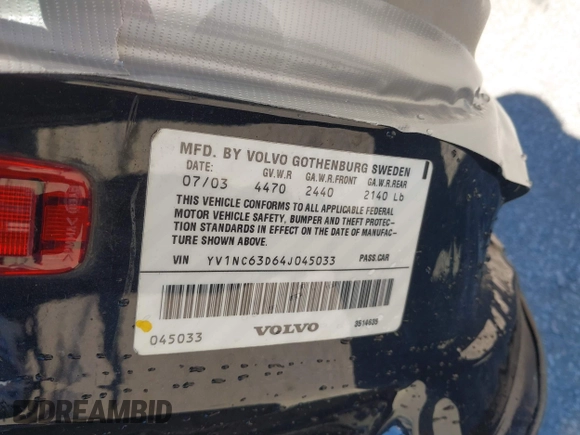 MFD. BY VOLVO GOTHENBURG SWEDEN
DATE: G.V.W.R GA.W.R.FRONT GA.W.R.REAR
07/03 4470 2440 2140 Lb
THIS VEHICLE CONFORMS TO ALL APPLICABLE FEDERAL
MOTOR VEHICLE SAFETY, BUMPER AND THEFT PROTEC-
TION STANDARDS IN EFFECT ON THE DATE OF MANUFAC-
TURE SHOWN ABOVE.
VIN YV1NC63D64J045033 PASS.CAR
045033 VOLVO 3514635
DREAMBID